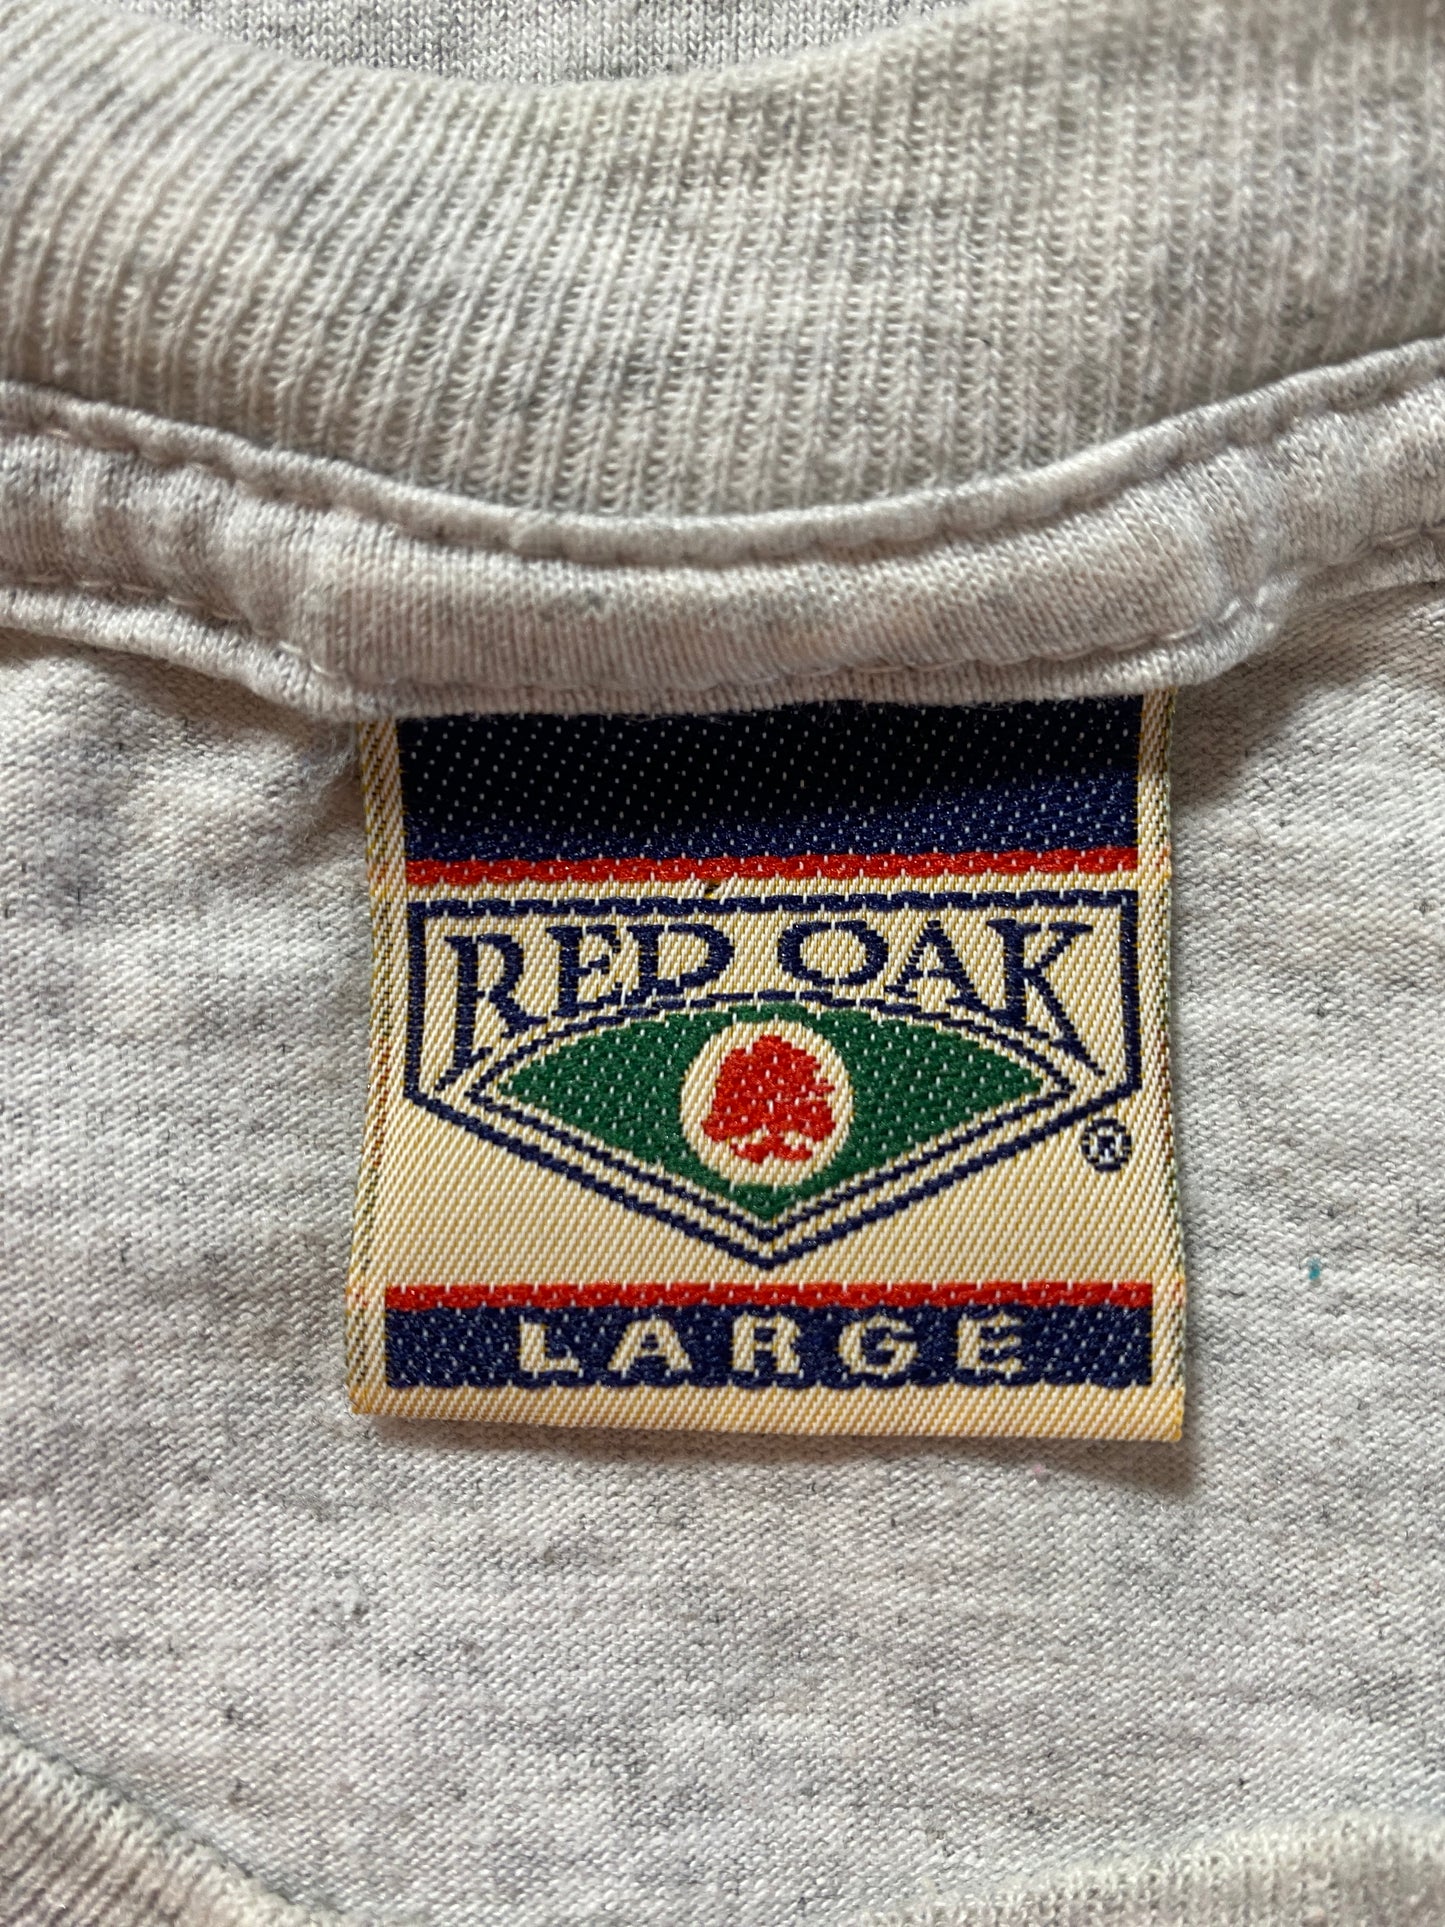 RED OAK
®
LARGE